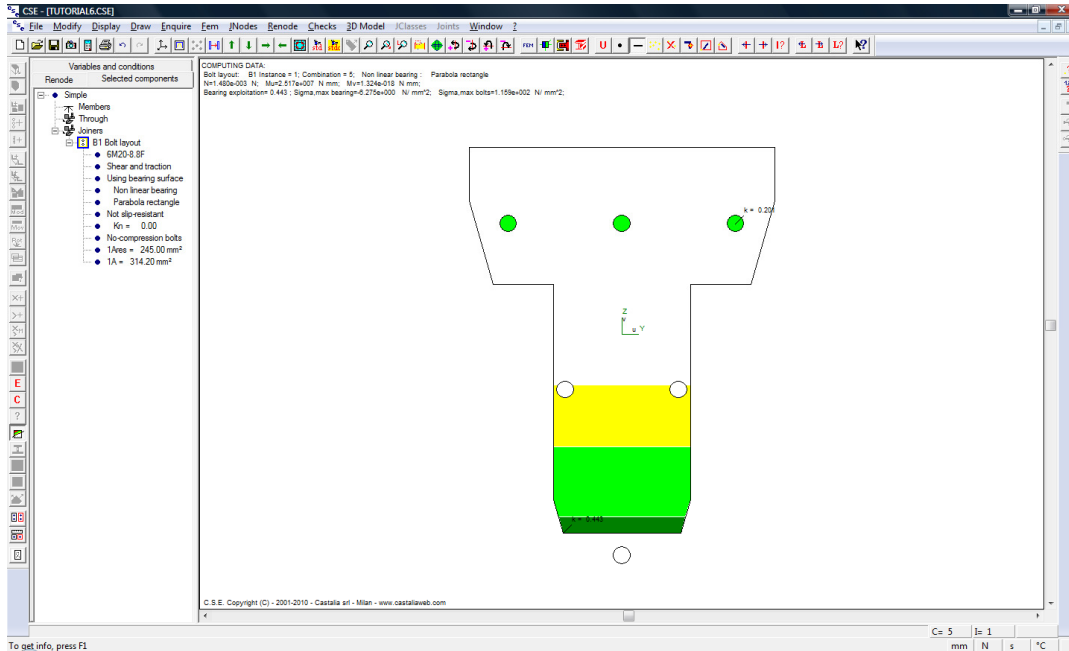 CSE - [TUTORIAL6.CSE]
File Modify Display Draw Enquire Fem JNodes Renode Checks 3D Model JClasses Joints Window ?
Variables and conditions
Renode Selected components
Simple
Members
Through
Joiners
B1 Bolt layout
6M20-8.8F
Shear and traction
Using bearing surface
Non linear bearing
Parabola rectangle
Not slip-resistant
Kn = 0.00
No-compression bolts
1Ares = 245.00 mm²
1A = 314.20 mm²
COMPUTING DATA:
Bolt layout: B1 Instance = 1; Combination = 5; Non linear bearing : Parabola rectangle
N=1.480e-003 N; Mu=2.517e+007 N mm; Mv=1.324e-018 N mm;
Bearing exploitation= 0.443 ; Sigma,max bearing=-6.275e+000 N/ mm^2; Sigma,max bolts=1.159e+002 N/ mm^2;
k = 0.201
Z
v
u Y
k = 0.443
C.S.E. Copyright (C) - 2001-2010 - Castalia srl - Milan - www.castaliaweb.com
C= 5 I= 1
To get info, press F1
mm N s °C